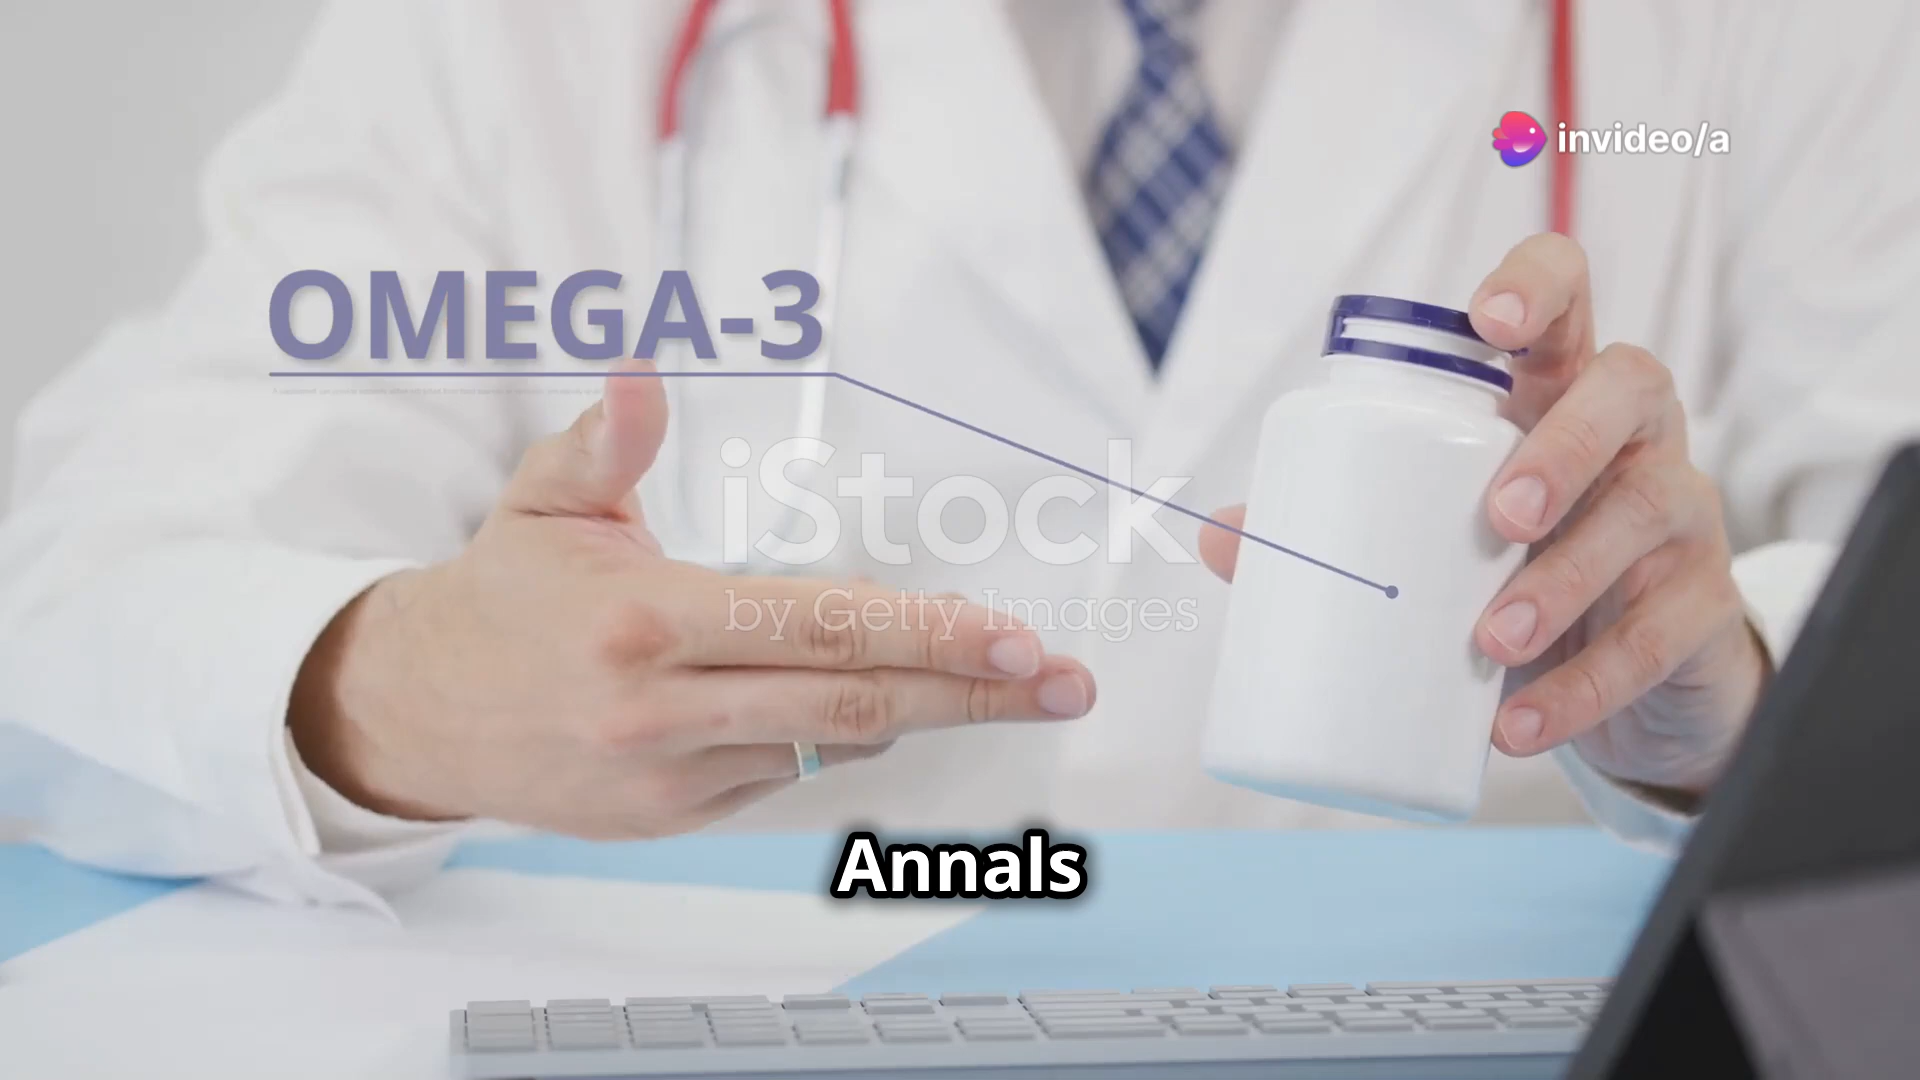 invideo/a
OMEGA-3
iStock
by Getty Images
Annals